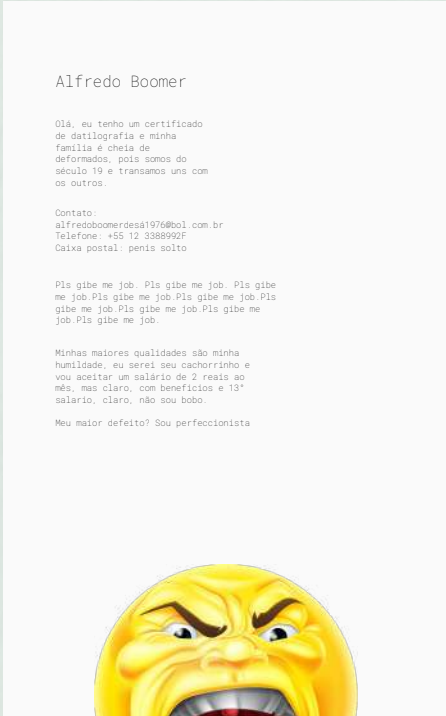 Alfredo Boomer
Olá, eu tenho um certificado
de datilografia e minha
família é cheia de
deformados, pois somos do
século 19 e transamos uns com
os outros.
Contato:
alfredoboomerdesá1976@bol.com.br
Telefone: +55 12 3388992F
Caixa postal: penis solto
Pls gibe me job. Pls gibe me job. Pls gibe
me job.Pls gibe me job.Pls gibe me job.Pls
gibe me job.Pls gibe me job.Pls gibe me
job.Pls gibe me job.
Minhas maiores qualidades são minha
humildade, eu serei seu cachorrinho e
vou aceitar um salário de 2 reais ao
mês, mas claro, com benefícios e 13°
salario, claro, não sou bobo.
Meu maior defeito? Sou perfeccionista